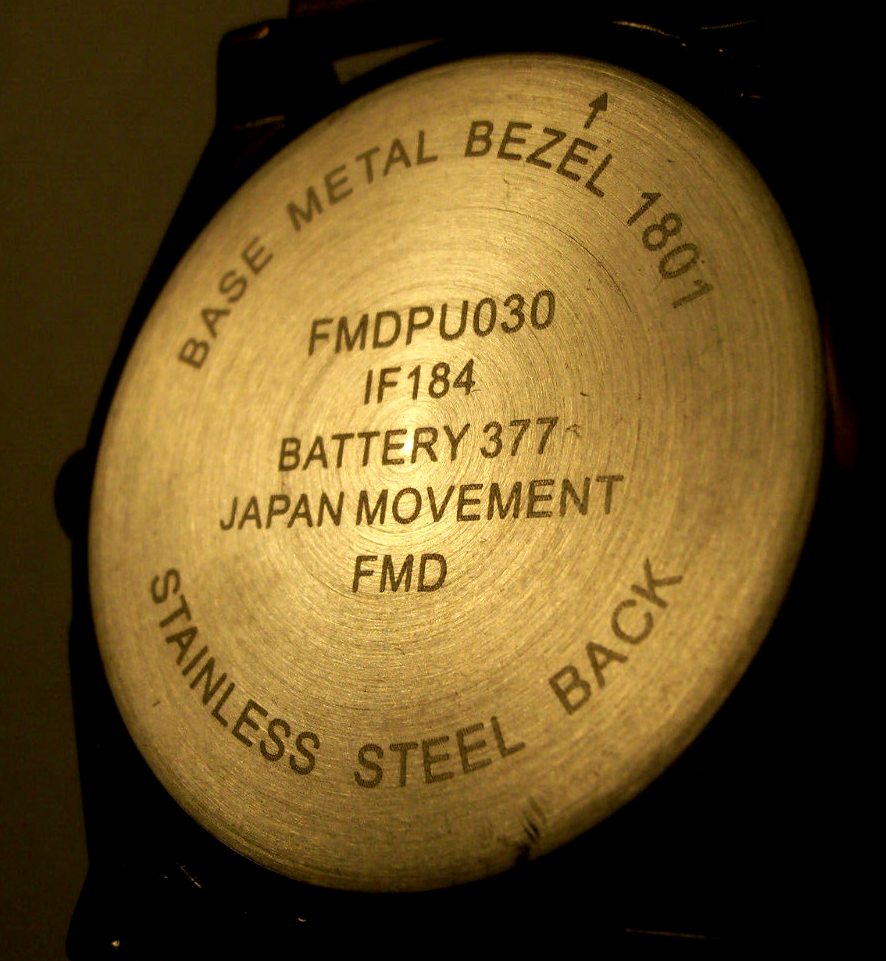 BASE METAL BEZEL 1801
FMDPU030
IF184
BATTERY 377
JAPAN MOVEMENT
FMD
STAINLESS STEEL BACK